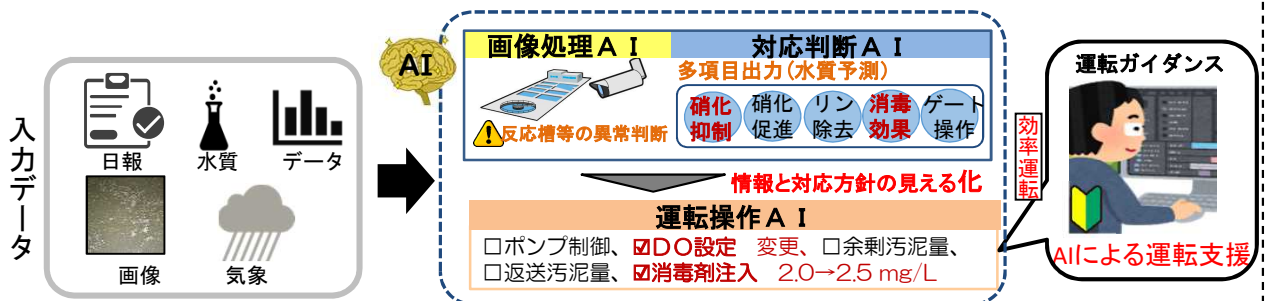 入力データ
日報
水質
データ
画像
気象
AI
画像処理ＡＩ
対応判断ＡＩ
多項目出力(水質予測)
硝化抑制
硝化促進
リン除去
消毒効果
ゲート操作
反応槽等の異常判断
情報と対応方針の見える化
運転操作ＡＩ
□ポンプ制御、☑ＤＯ設定　変更、□余剰汚泥量、
□返送汚泥量、☑消毒剤注入　2.0→2.5 mg/L
効率運転
運転ガイダンス
AIによる運転支援